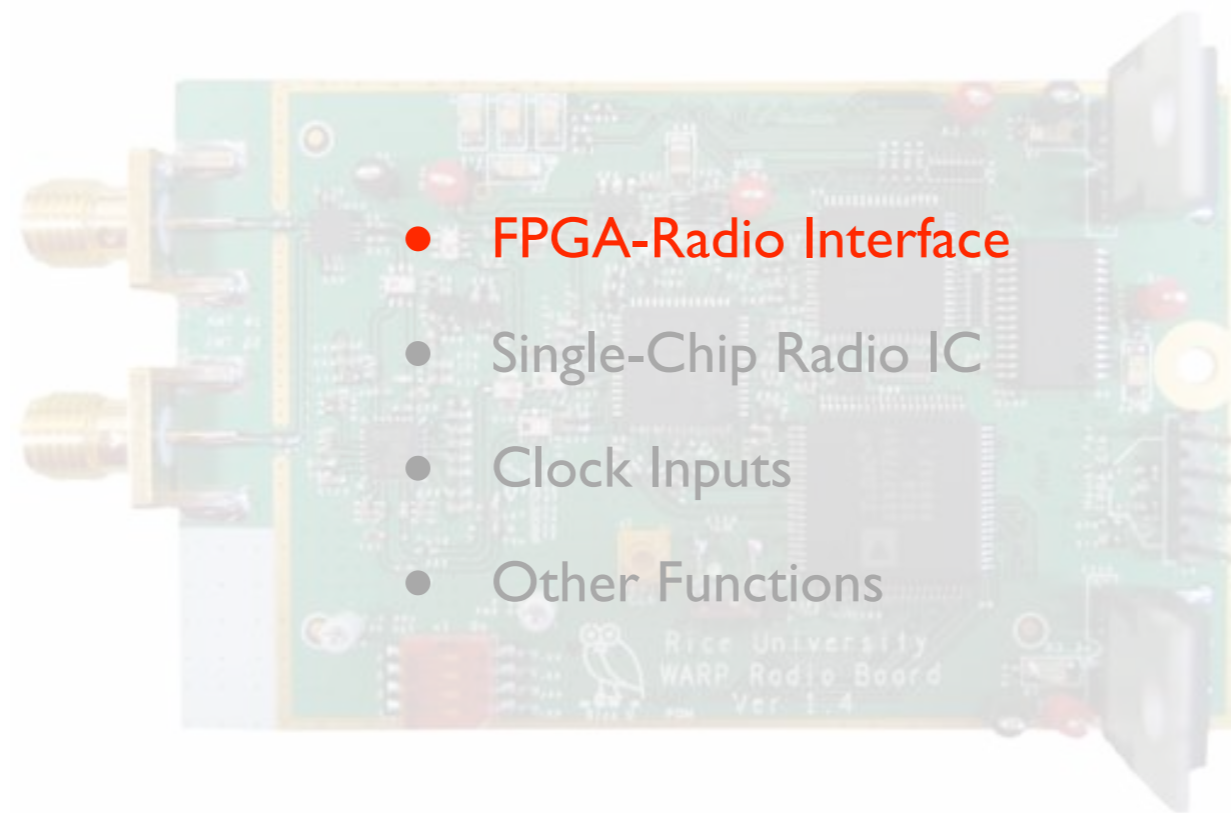 ● FPGA-Radio Interface
● Single-Chip Radio IC
● Clock Inputs
● Other Functions
Rice University
WARP Radio Board
Ver 1.4